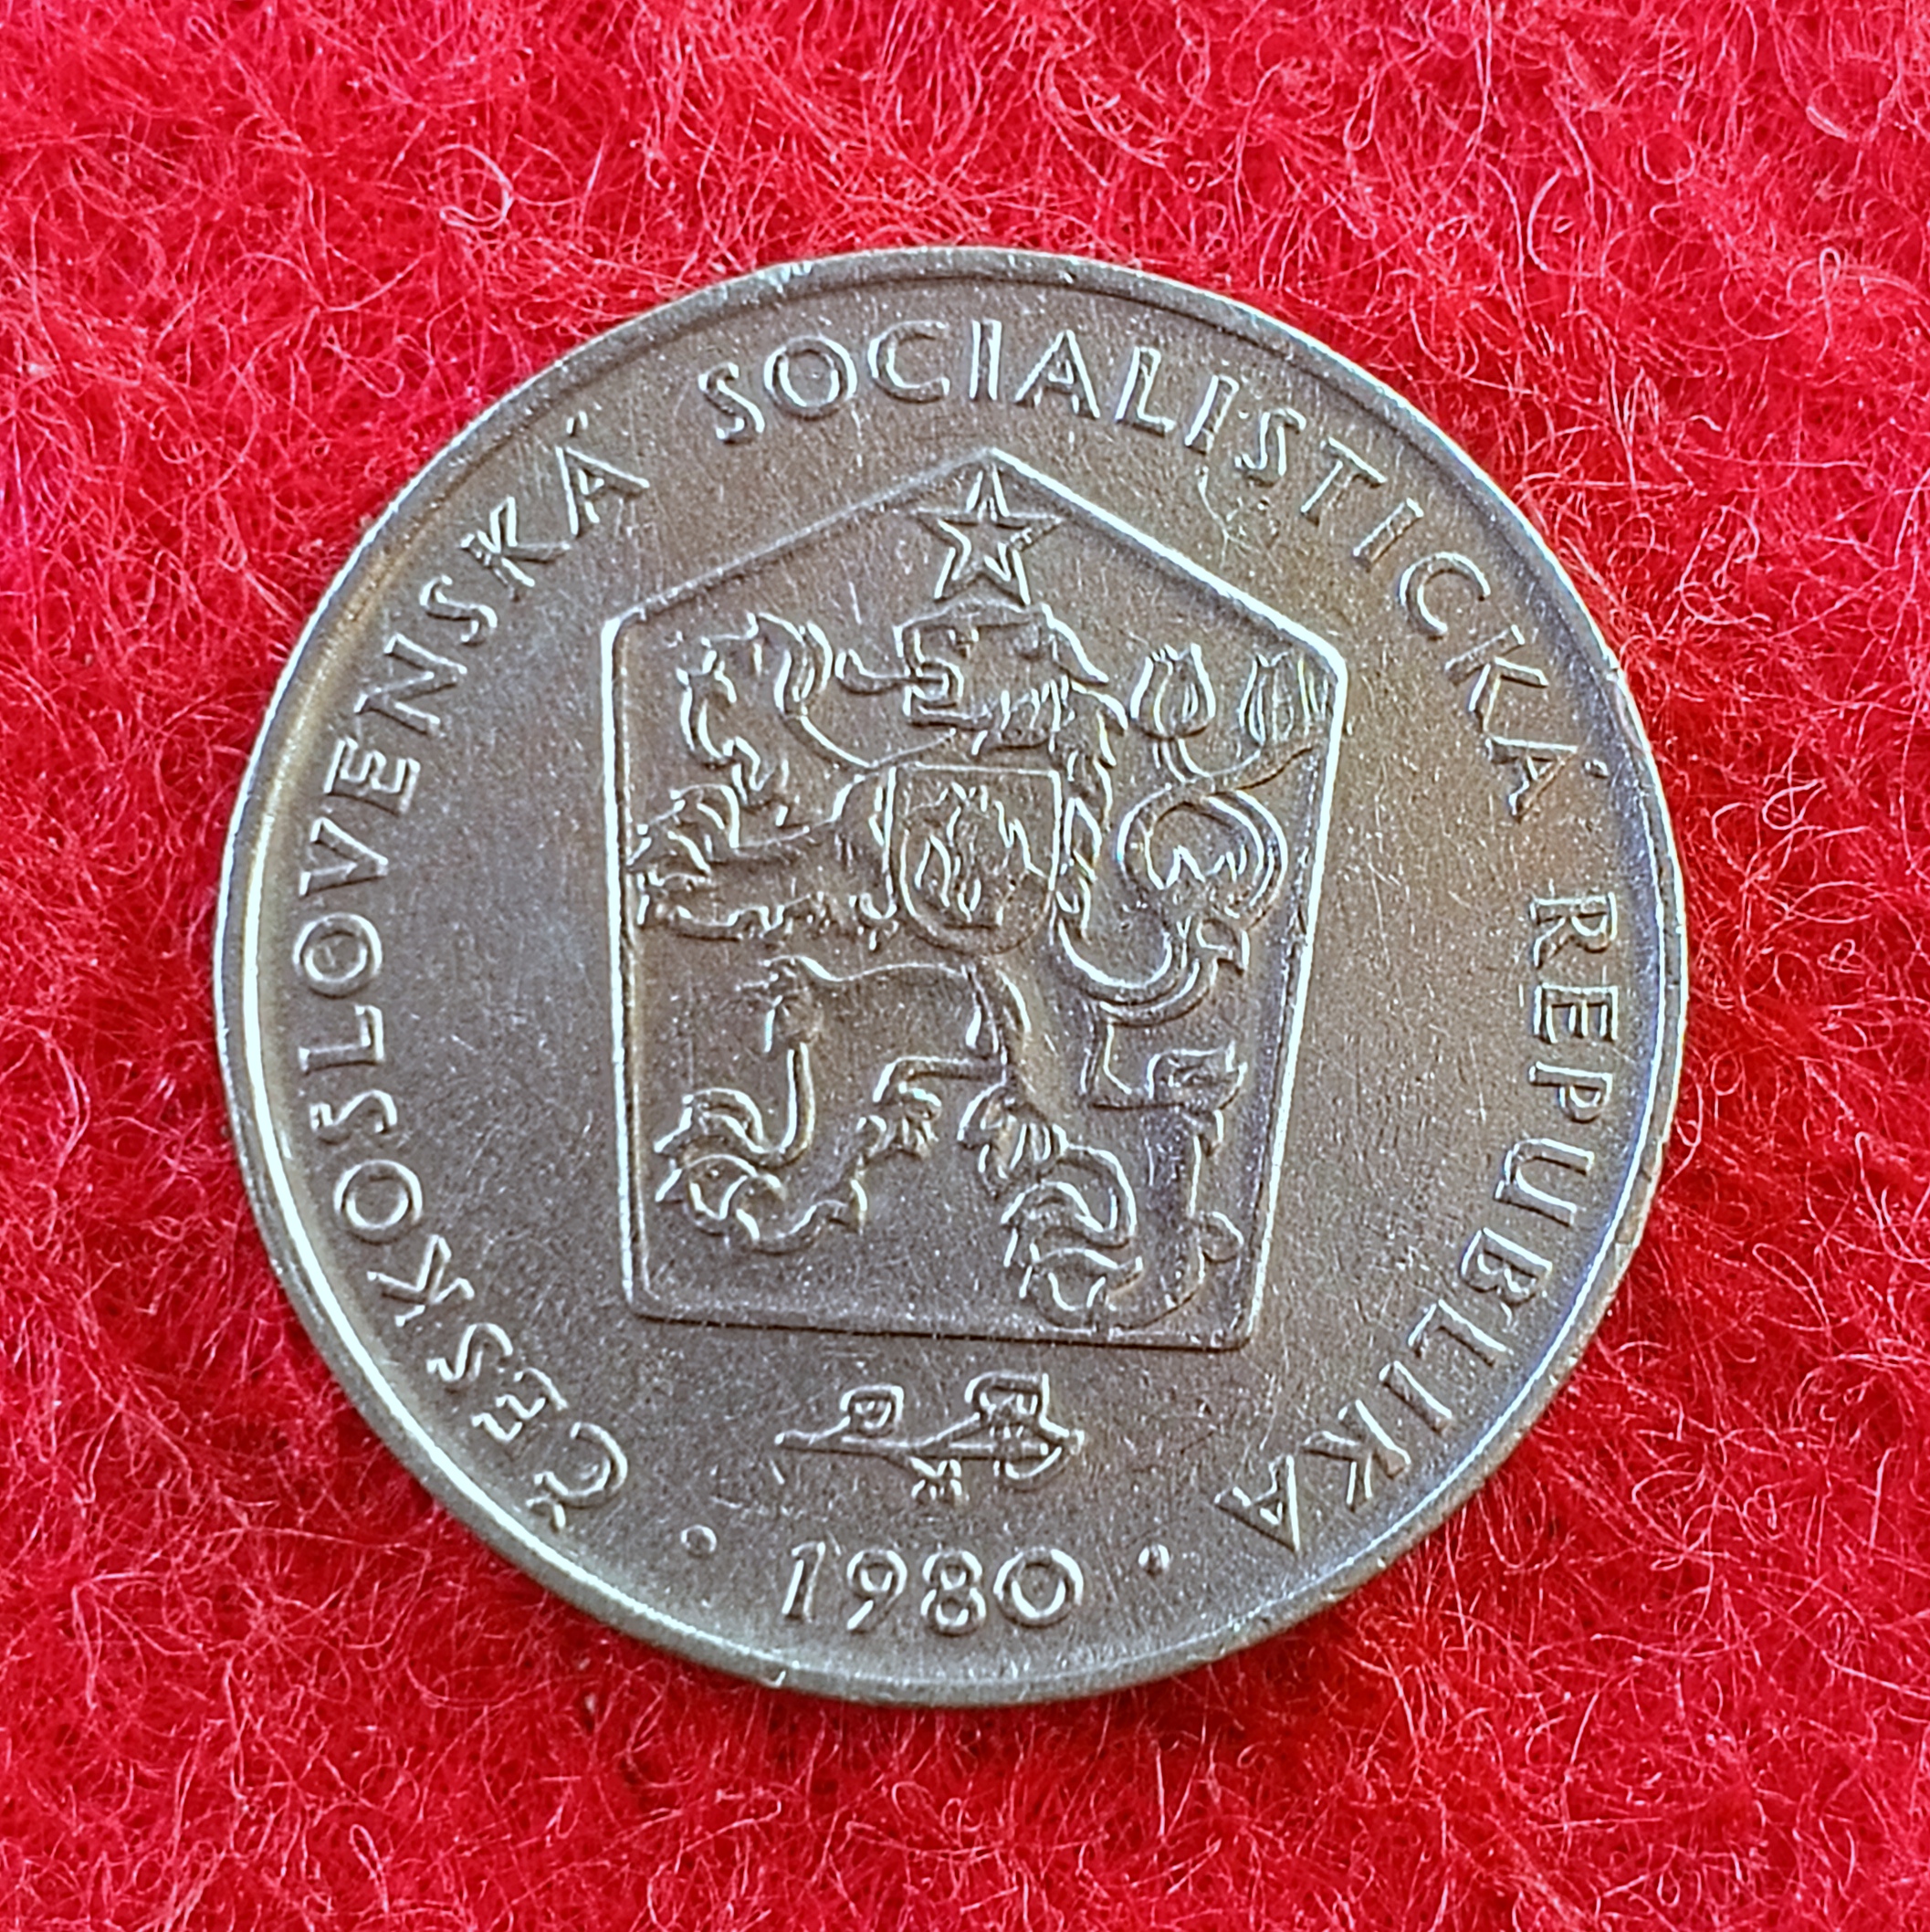 ČESKOSLOVENSKÁ SOCIALISTICKÁ REPUBLIKA
• 1980 •